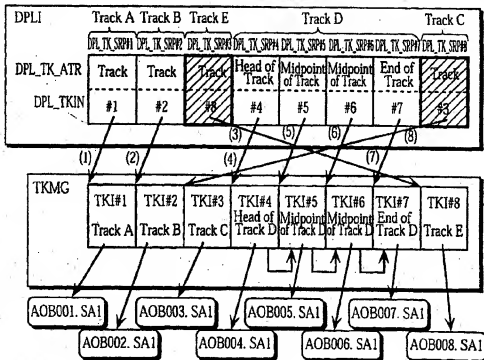 DPLI
Track A Track B Track E Track D Track C
DPL_TK_SRP#1 DPL_TK_SRP#2 DPL_TK_SRP#3 DPL_TK_SRP#4 DPL_TK_SRP#5 DPL_TK_SRP#6 DPL_TK_SRP#7 DPL_TK_SRP#8
DPL_TK_ATR
Track Track Track Head of Track Midpoint of Track Midpoint of Track End of Track Track
DPL_TKIN
#1 #2 #8 #4 #5 #6 #7 #3
(1) (2) (3) (4) (5) (6) (7) (8)
TKMG
TKI#1 TKI#2 TKI#3 TKI#4 TKI#5 TKI#6 TKI#7 TKI#8
Track A Track B Track C Head of Track D Midpoint of Track D Midpoint of Track D End of Track D Track E
AOB001. SA1 AOB003. SA1 AOB005. SA1 AOB007. SA1
AOB002. SA1 AOB004. SA1 AOB006. SA1 AOB008. SA1